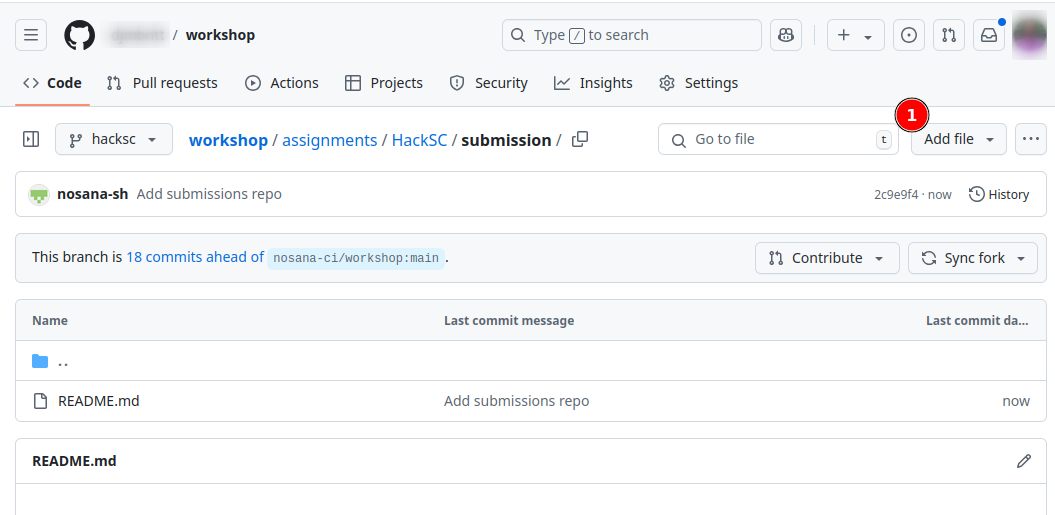 / workshop
Type / to search
Code
Pull requests
Actions
Projects
Security
Insights
Settings
1
hacksc
workshop / assignments / HackSC / submission /
Go to file
t
Add file
nosana-sh Add submissions repo
2c9e9f4 · now
History
This branch is 18 commits ahead of nosana-ci/workshop:main .
Contribute
Sync fork
Name
Last commit message
Last commit da...
..
README.md
Add submissions repo
now
README.md